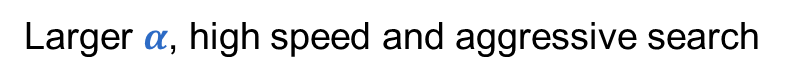 Larger α, high speed and aggressive search